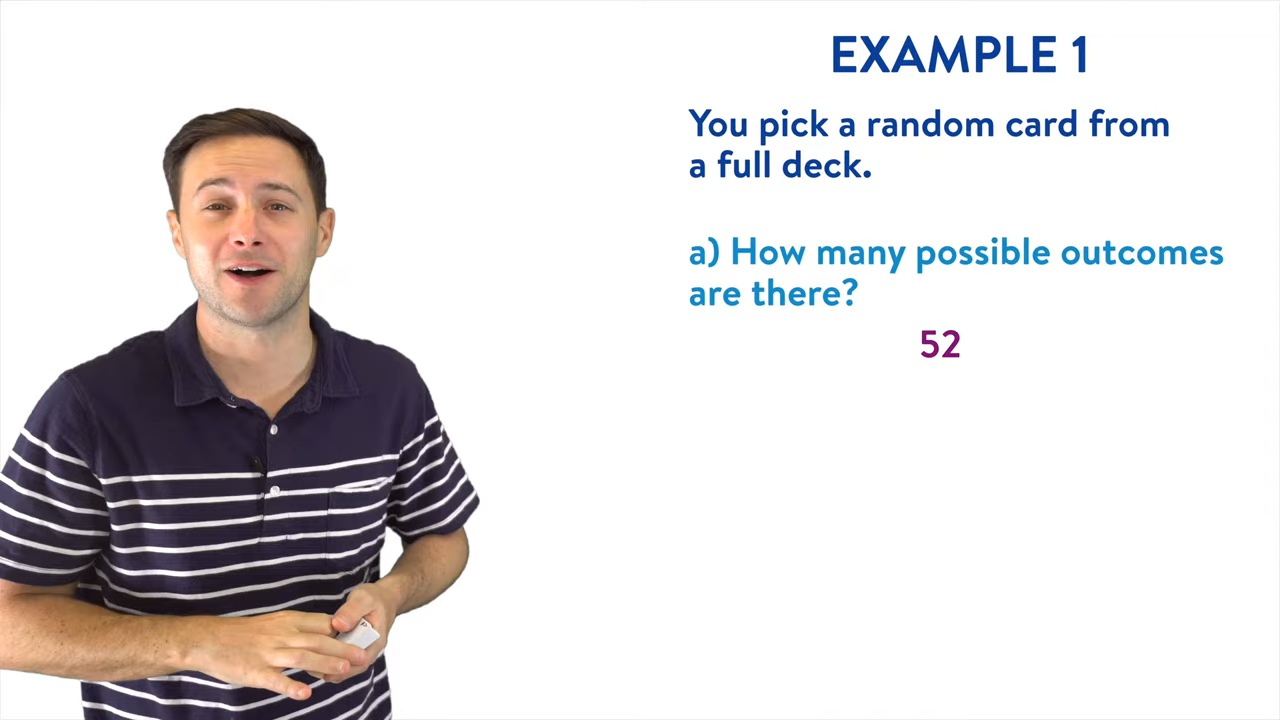 EXAMPLE 1
You pick a random card from
a full deck.
a) How many possible outcomes
are there?
52